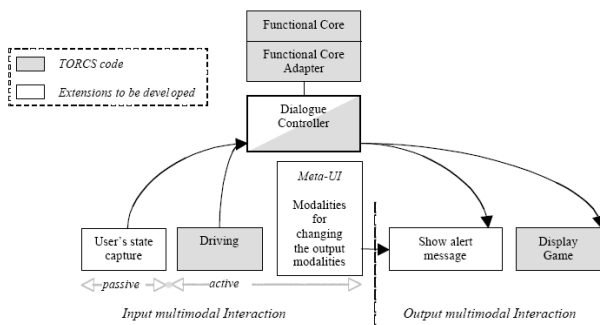 Functional Core
Functional Core
Adapter
TORCS code
Extensions to be developed
Dialogue
Controller
Meta-UI
Modalities
for
changing
the output
modalities
User's state
capture
Driving
Show alert
message
Display
Game
passive
active
Input multimodal Interaction
Output multimodal Interaction